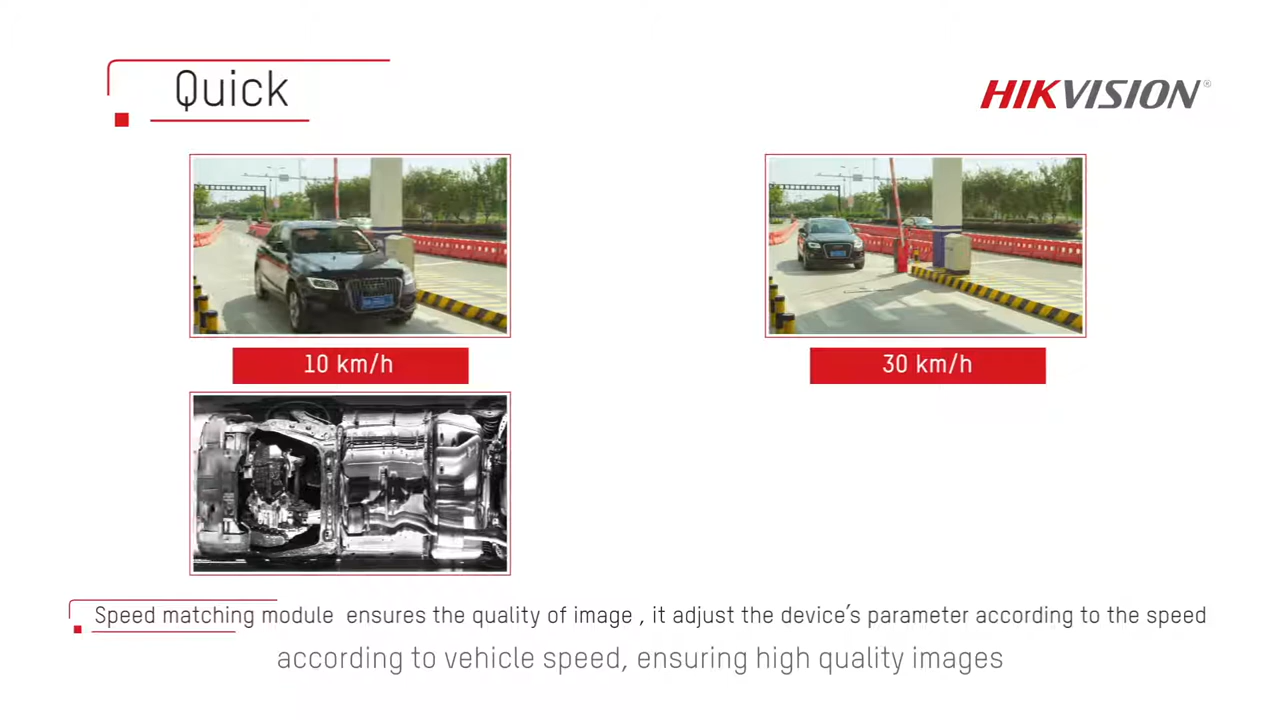 Quick
HIKVISION®
10 km/h
30 km/h
Speed matching module ensures the quality of image , it adjust the device's parameter according to the speed
according to vehicle speed, ensuring high quality images